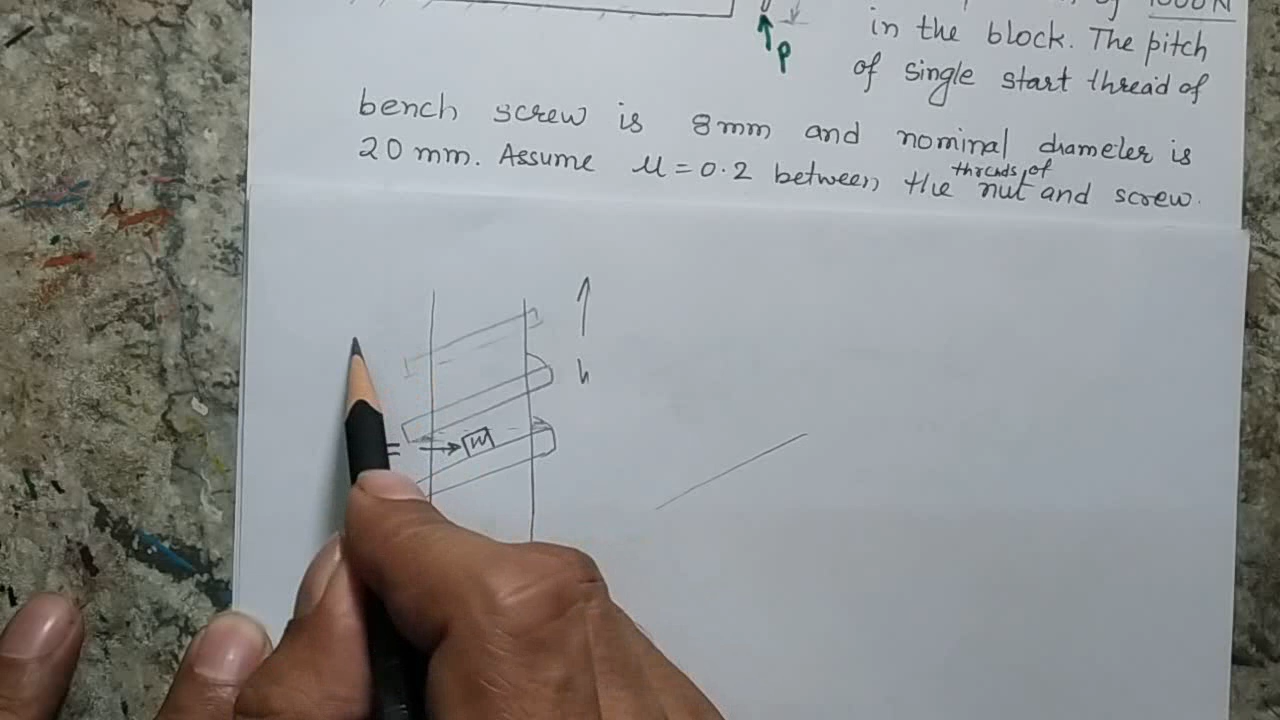 1000 N
in the block. The pitch
of single start thread of
P
bench screw is 8mm and nominal diameter is
20 mm. Assume μ = 0.2 between the threads of nut and screw.
W